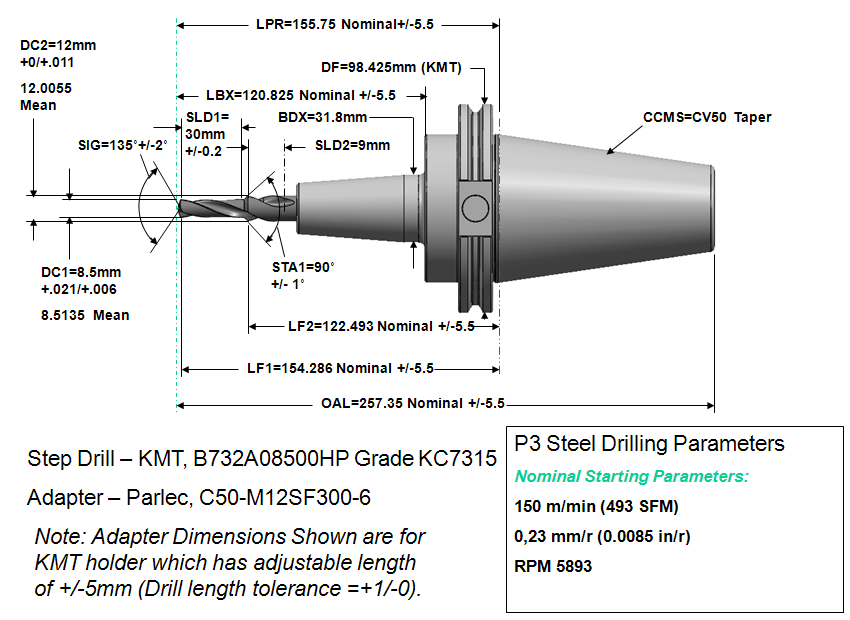 LPR=155.75 Nominal+/-5.5
DC2=12mm
+0/+.011
12.0055
Mean
DF=98.425mm (KMT)
LBX=120.825 Nominal +/-5.5
SLD1=
30mm
+/-0.2
BDX=31.8mm
CCMS=CV50 Taper
SIG=135°+/-2°
SLD2=9mm
DC1=8.5mm
+.021/+.006
8.5135 Mean
STA1=90°
+/- 1°
LF2=122.493 Nominal +/-5.5
LF1=154.286 Nominal +/-5.5
OAL=257.35 Nominal +/-5.5
Step Drill – KMT, B732A08500HP Grade KC7315
Adapter – Parlec, C50-M12SF300-6
Note: Adapter Dimensions Shown are for
KMT holder which has adjustable length
of +/-5mm (Drill length tolerance =+1/-0).
P3 Steel Drilling Parameters
Nominal Starting Parameters:
150 m/min (493 SFM)
0,23 mm/r (0.0085 in/r)
RPM 5893